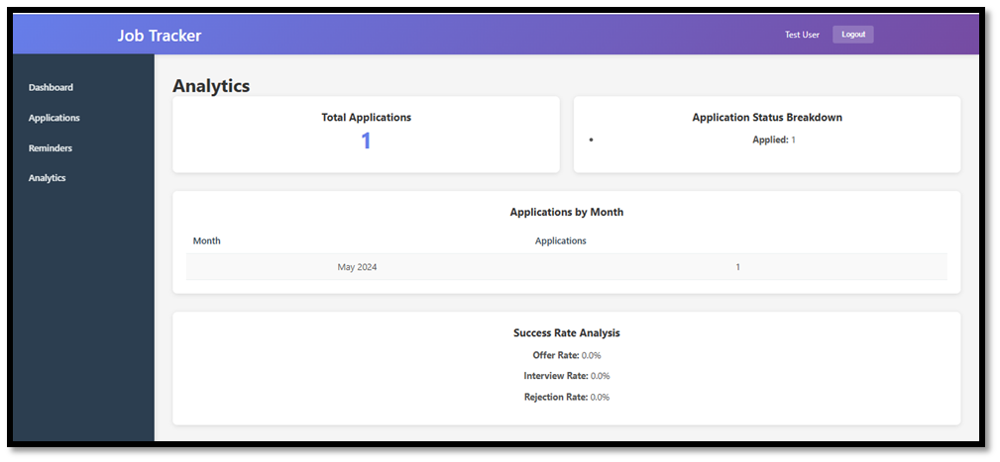 Job Tracker
Test User
Logout
Dashboard
Applications
Reminders
Analytics
Analytics
Total Applications
1
Application Status Breakdown
• Applied: 1
Applications by Month
Month Applications
May 2024 1
Success Rate Analysis
Offer Rate: 0.0%
Interview Rate: 0.0%
Rejection Rate: 0.0%